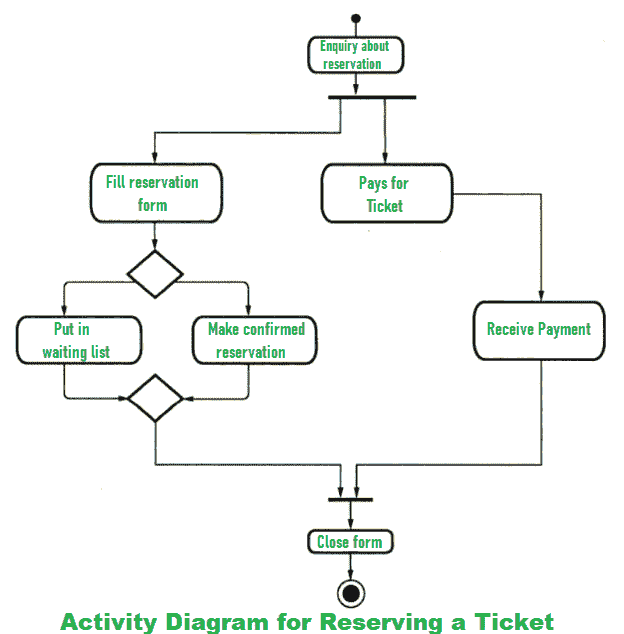 Enquiry about
reservation
Fill reservation
form
Pays for
Ticket
Put in
waiting list
Make confirmed
reservation
Receive Payment
Close form
Activity Diagram for Reserving a Ticket